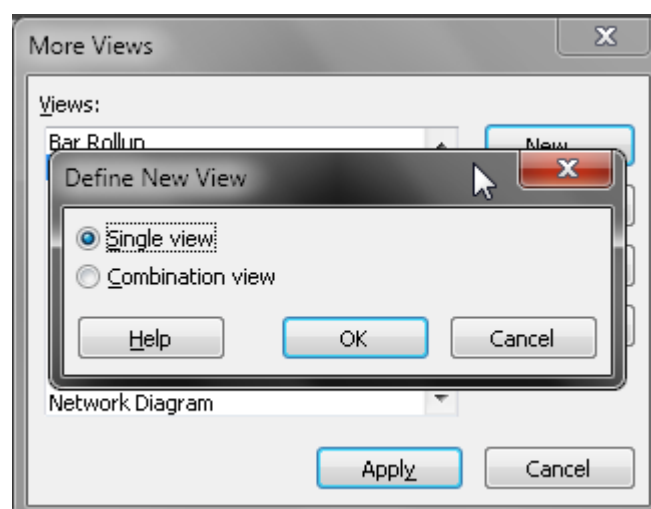 More Views
Views:
Bar Rollup
New...
Define New View
Single view
Combination view
Help OK Cancel
Network Diagram
Apply Cancel